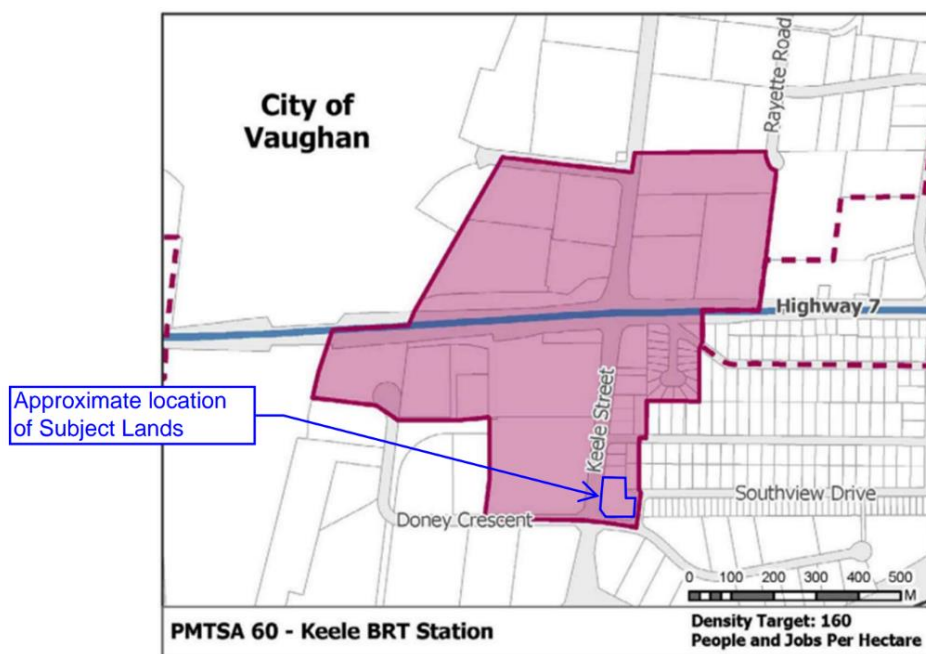 City of
Vaughan
Rayette Road
Highway 7
Approximate location
of Subject Lands
Keele Street
Southview Drive
Doney Crescent
0 100 200 300 400 500
M
PMTSA 60 - Keele BRT Station
Density Target: 160
People and Jobs Per Hectare